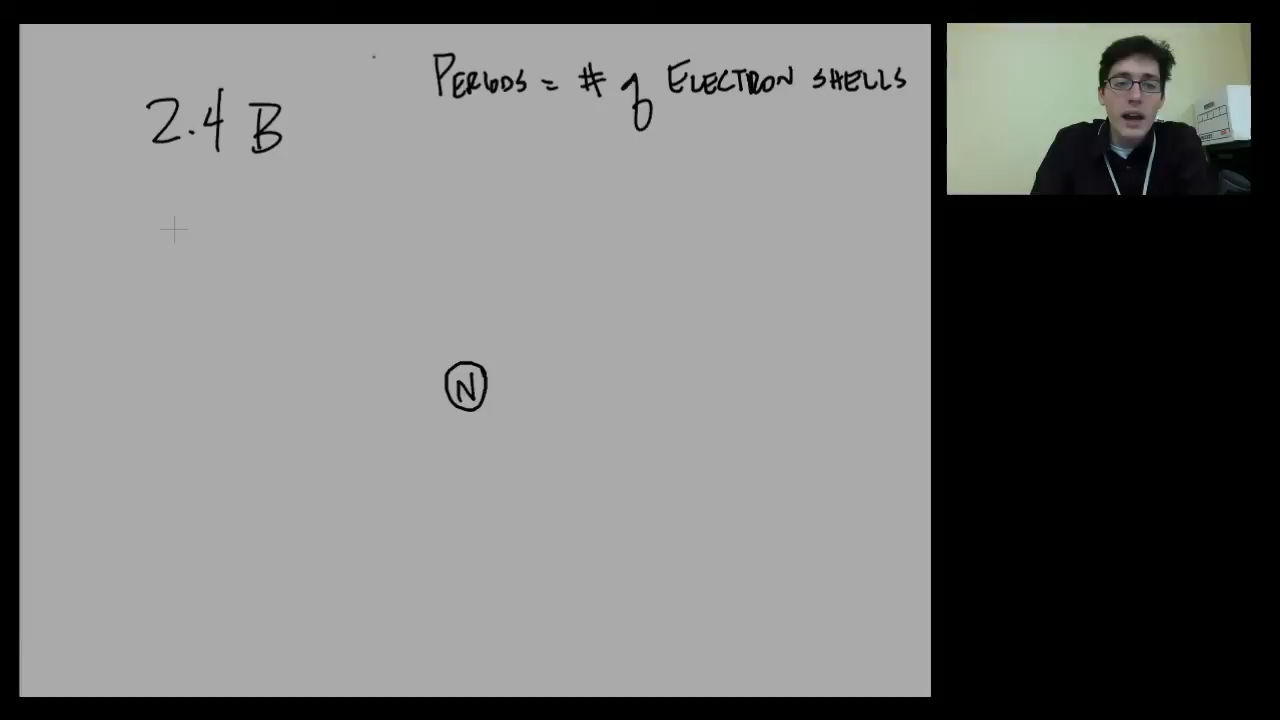 PERIODS = # of ELECTRON SHELLS
2.4 B
N